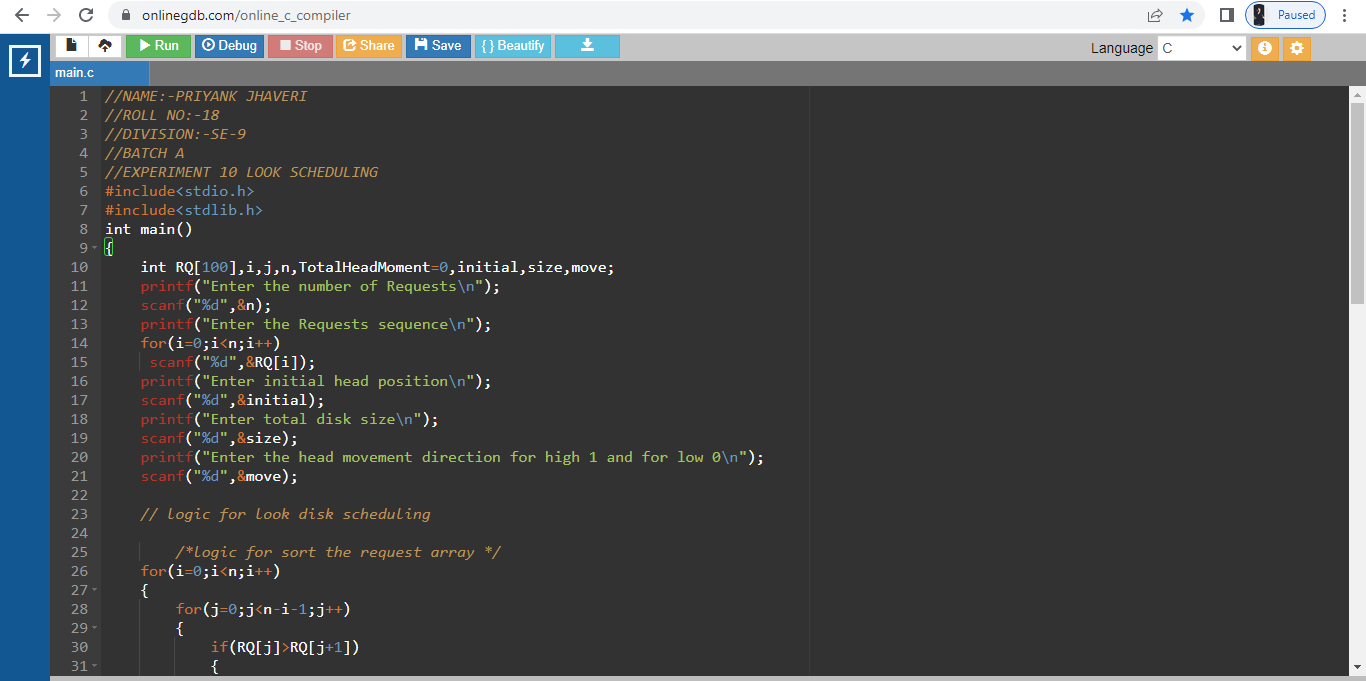 onlinegdb.com/online_c_compiler
Paused
Run
Debug
Stop
Share
Save
{ } Beautify
Language C
main.c
1 //NAME:-PRIYANK JHAVERI
2 //ROLL NO:-18
3 //DIVISION:-SE-9
4 //BATCH A
5 //EXPERIMENT 10 LOOK SCHEDULING
6 #include<stdio.h>
7 #include<stdlib.h>
8 int main()
9 {
10 int RQ[100],i,j,n,TotalHeadMoment=0,initial,size,move;
11 printf("Enter the number of Requests\n");
12 scanf("%d",&n);
13 printf("Enter the Requests sequence\n");
14 for(i=0;i<n;i++)
15 scanf("%d",&RQ[i]);
16 printf("Enter initial head position\n");
17 scanf("%d",&initial);
18 printf("Enter total disk size\n");
19 scanf("%d",&size);
20 printf("Enter the head movement direction for high 1 and for low 0\n");
21 scanf("%d",&move);
22
23 // logic for look disk scheduling
24
25 /*logic for sort the request array */
26 for(i=0;i<n;i++)
27 {
28 for(j=0;j<n-i-1;j++)
29 {
30 if(RQ[j]>RQ[j+1])
31 {